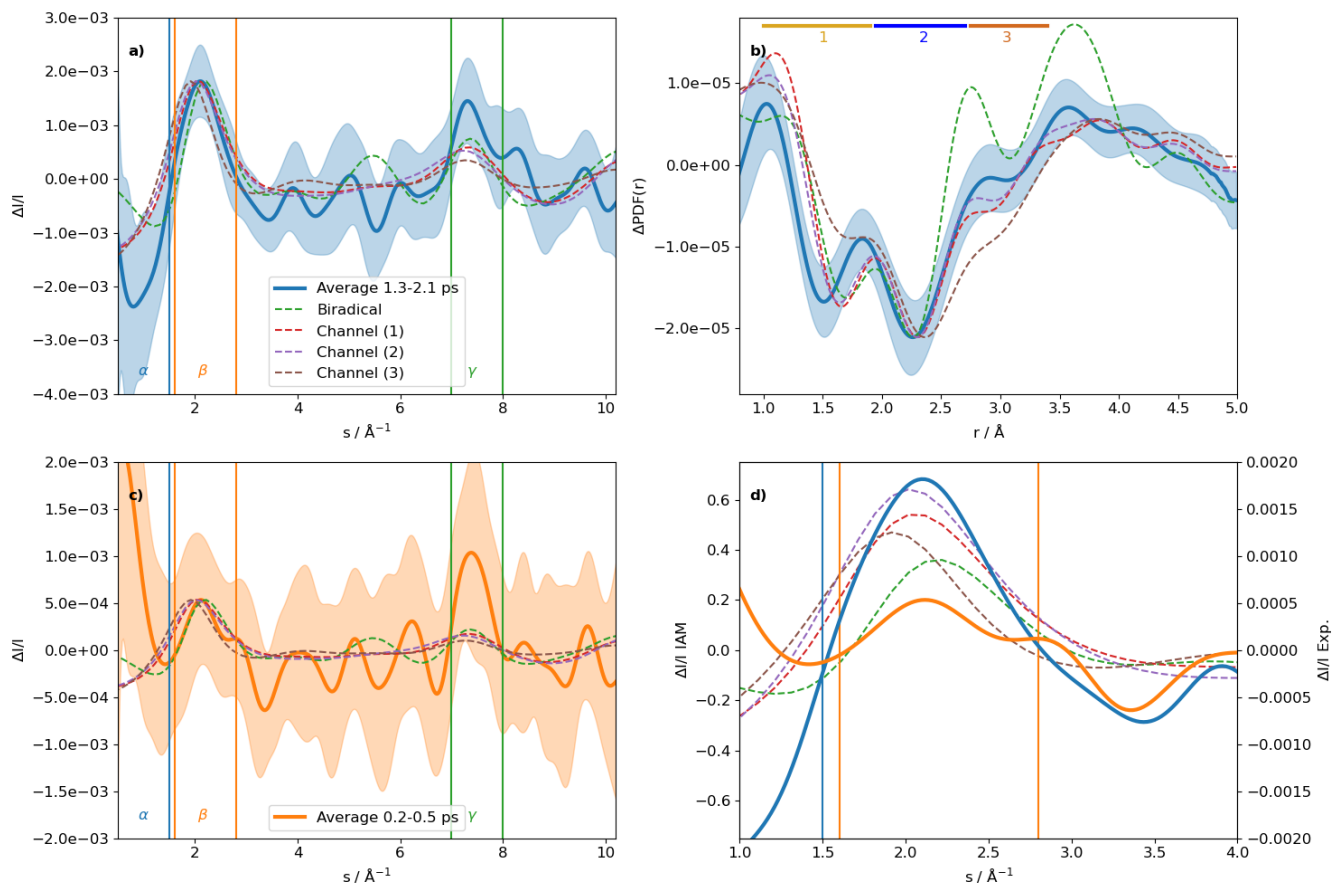 a)
3.0e−03
2.0e−03
1.0e−03
0.0e+00
−1.0e−03
−2.0e−03
−3.0e−03
−4.0e−03
ΔI/I
α
β
γ
Average 1.3-2.1 ps
Biradical
Channel (1)
Channel (2)
Channel (3)
2 4 6 8 10
s / Å⁻¹
b)
1 2 3
1.0e−05
0.0e+00
−1.0e−05
−2.0e−05
ΔPDF(r)
1.0 1.5 2.0 2.5 3.0 3.5 4.0 4.5 5.0
r / Å
c)
2.0e−03
1.5e−03
1.0e−03
5.0e−04
0.0e+00
−5.0e−04
−1.0e−03
−1.5e−03
−2.0e−03
ΔI/I
α
β
γ
Average 0.2-0.5 ps
2 4 6 8 10
s / Å⁻¹
d)
0.6
0.4
0.2
0.0
−0.2
−0.4
−0.6
ΔI/I IAM
0.0020
0.0015
0.0010
0.0005
0.0000
−0.0005
−0.0010
−0.0015
−0.0020
ΔI/I Exp.
1.0 1.5 2.0 2.5 3.0 3.5 4.0
s / Å⁻¹